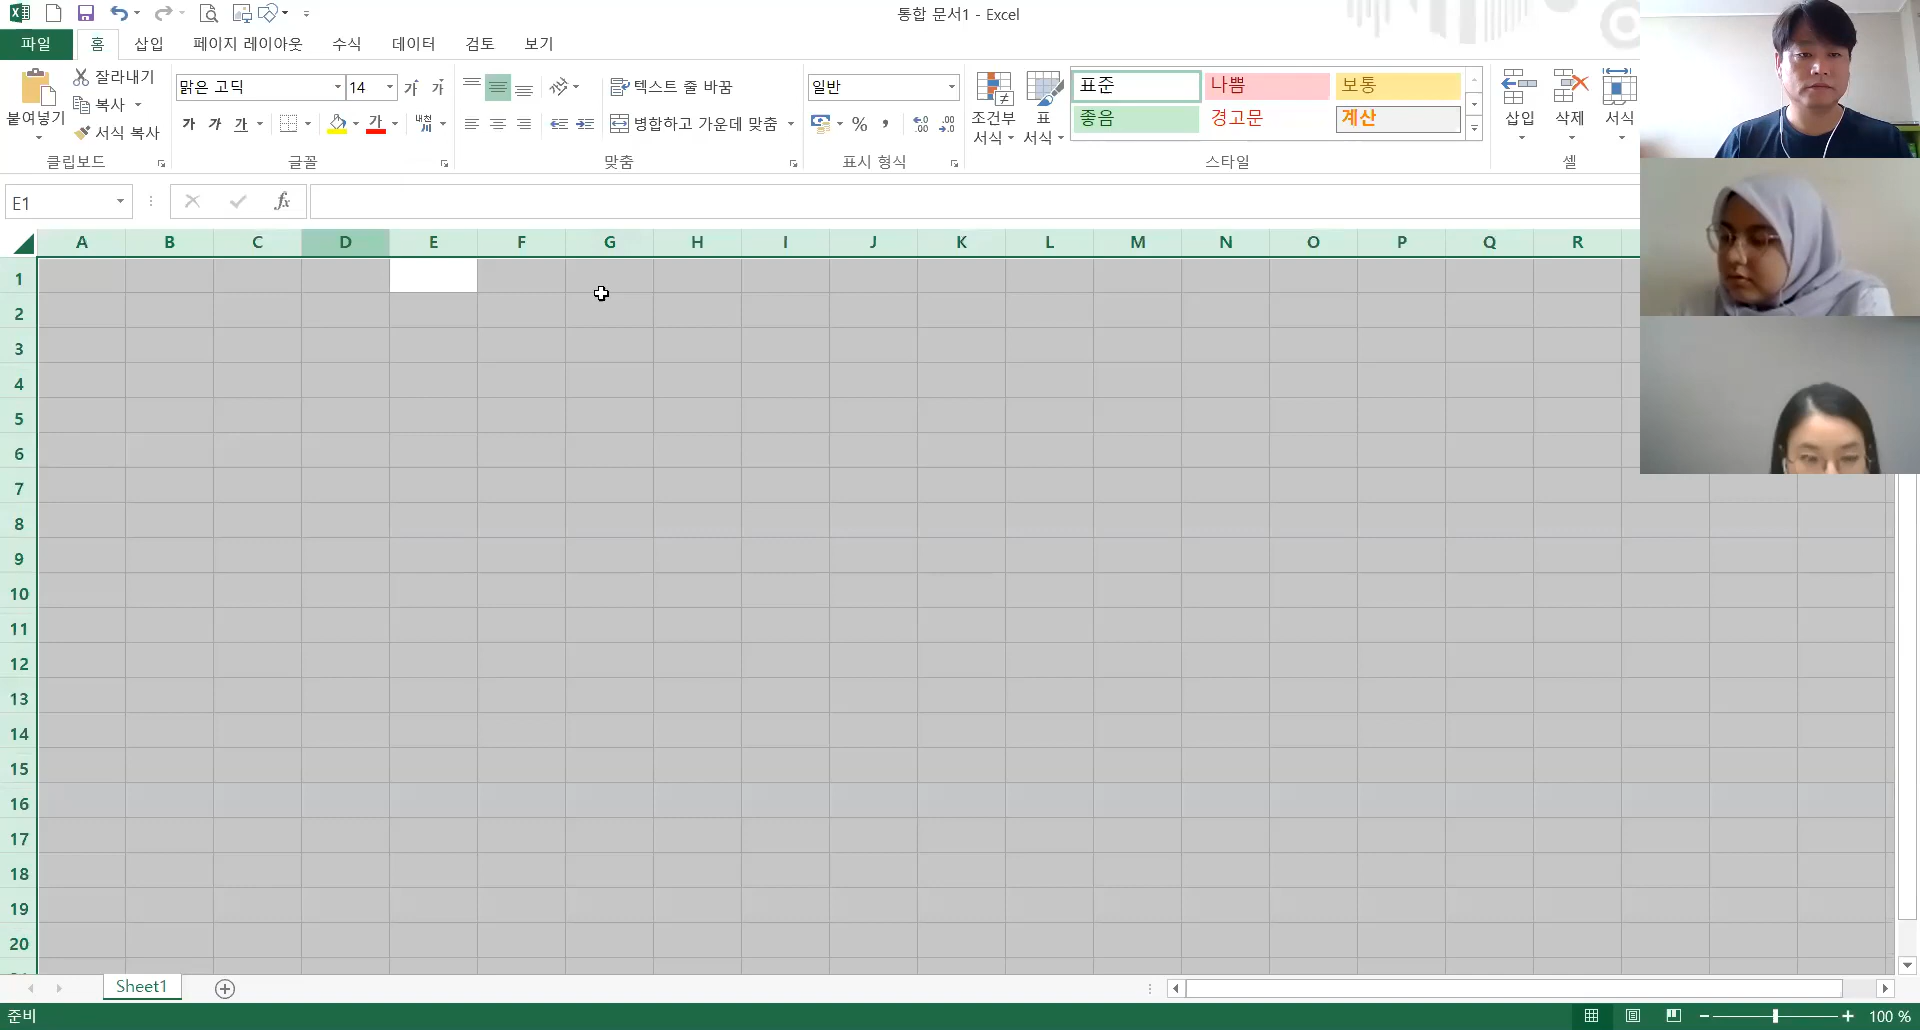 통합 문서1 - Excel
파일 홈 삽입 페이지 레이아웃 수식 데이터 검토 보기
붙여넣기 잘라내기 복사 서식 복사
클립보드
맑은 고딕 14 가 가
가 가 가 가 내천
글꼴
텍스트 줄 바꿈
병합하고 가운데 맞춤
맞춤
일반
% ,
표시 형식
조건부 서식 표 서식
표준 나쁨 보통
좋음 경고문 계산
스타일
삽입 삭제 서식
셀
E1 fx
A B C D E F G H I J K L M N O P Q R
1
2
3
4
5
6
7
8
9
10
11
12
13
14
15
16
17
18
19
20
Sheet1
준비 100 %